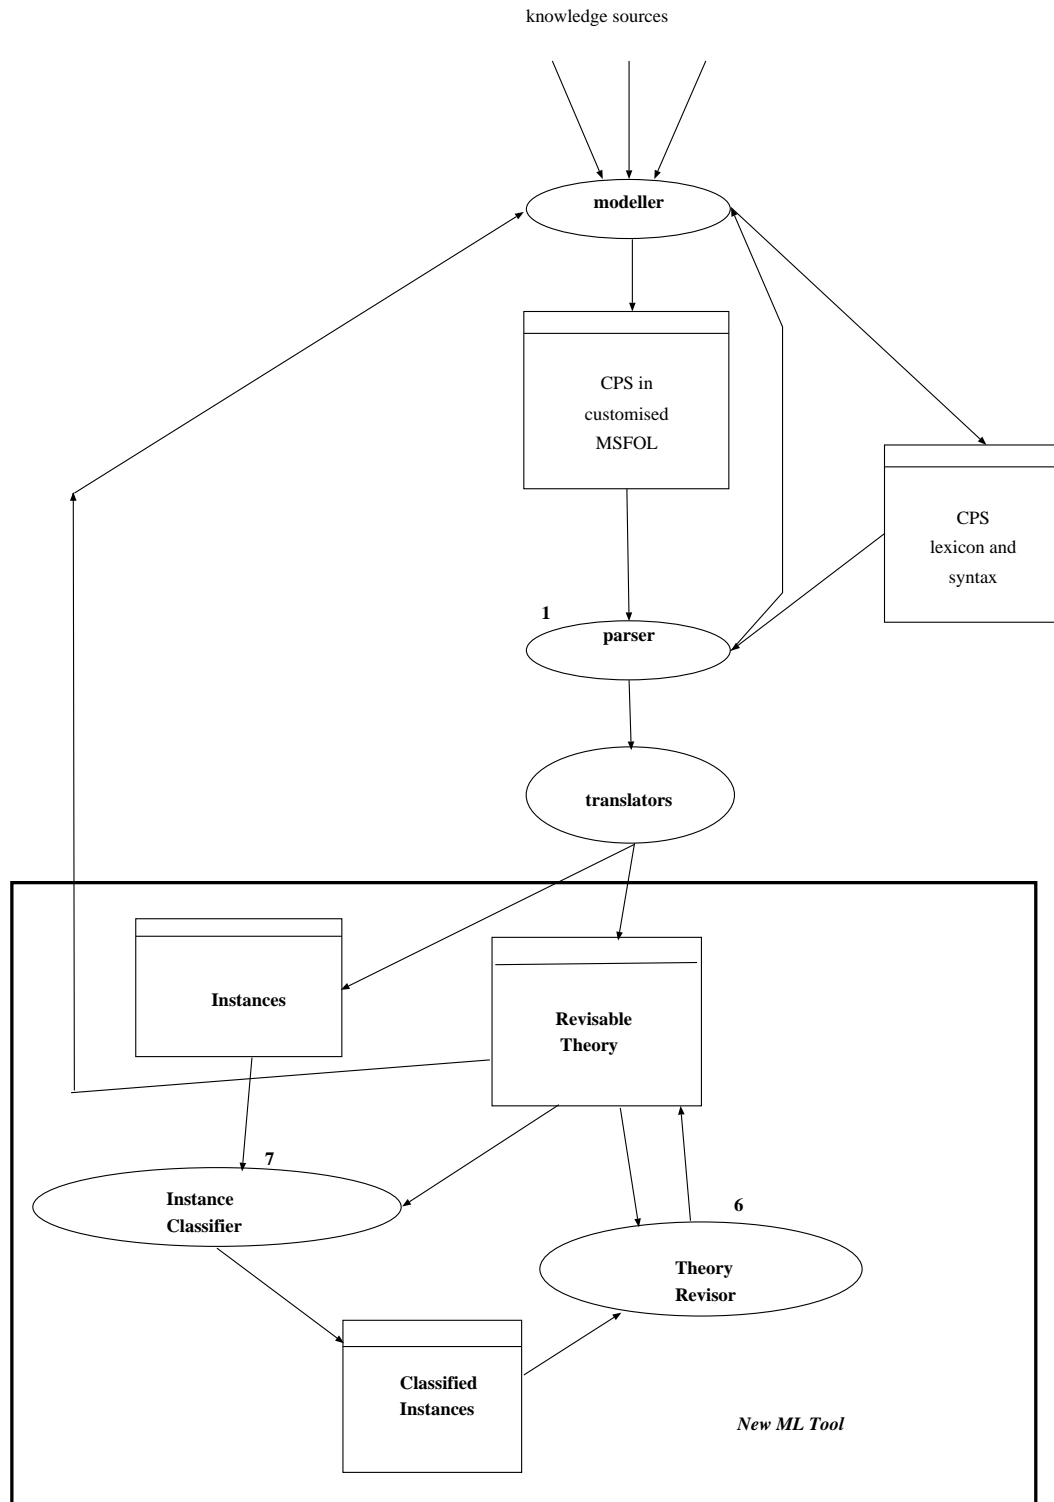 knowledge sources
modeller
CPS in
customised
MSFOL
CPS
lexicon and
syntax
1
parser
translators
Instances
Revisable
Theory
7
Instance
Classifier
6
Theory
Revisor
Classified
Instances
New ML Tool